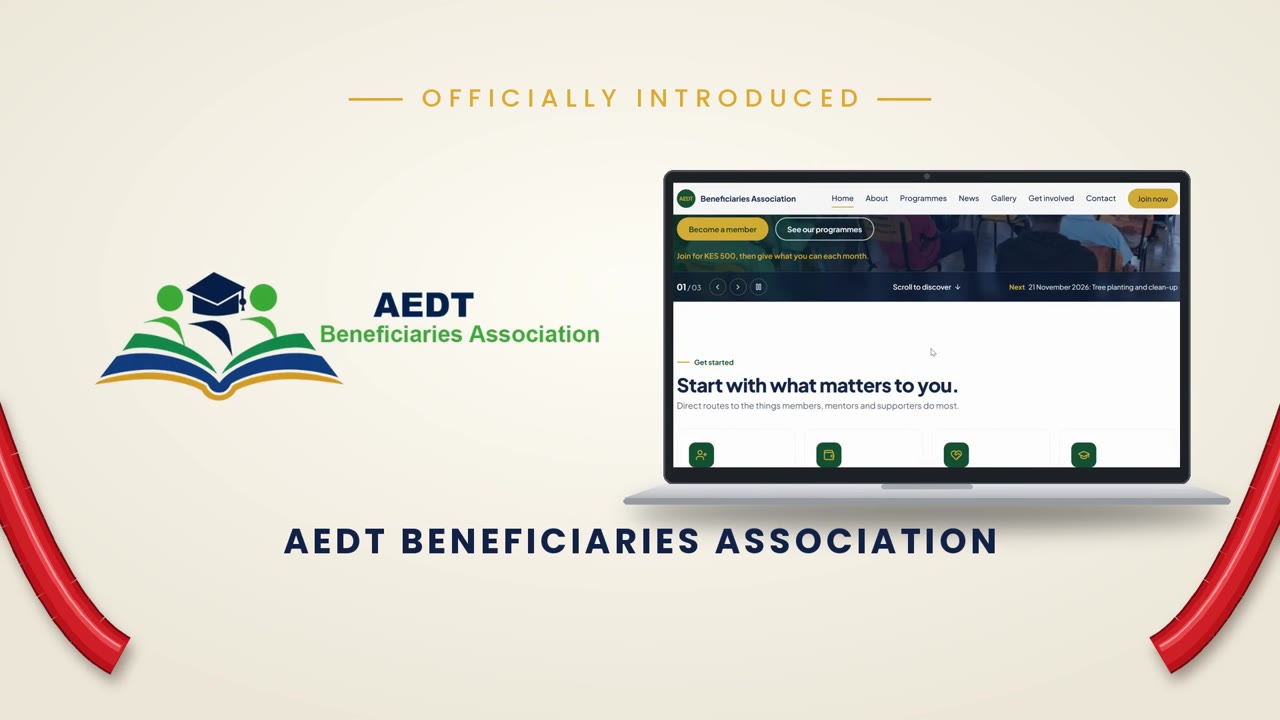 OFFICIALLY INTRODUCED
AEDT
Beneficiaries Association
AEDT Beneficiaries Association Home About Programmes News Gallery Get involved Contact Join now
Become a member See our programmes
Join for KES 500, then give what you can each month.
01 / 03 Scroll to discover ↓ Next 21 November 2026: Tree planting and clean-up
Get started
Start with what matters to you.
Direct routes to the things members, mentors and supporters do most.
AEDT BENEFICIARIES ASSOCIATION